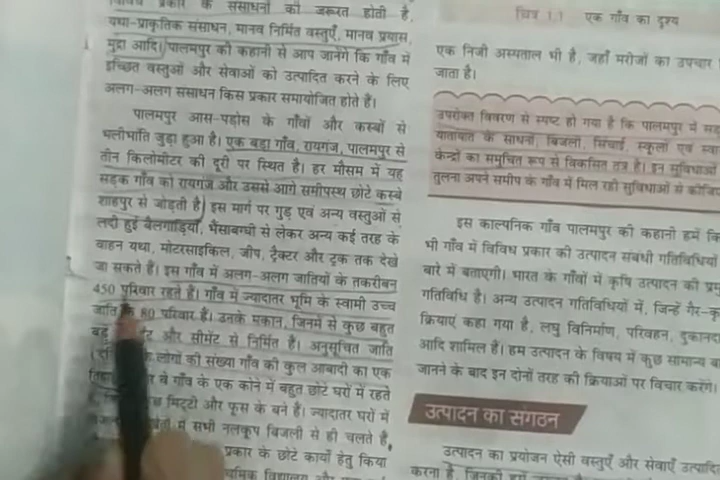 प्रकार के संसाधनों की ज़रूरत होती है,
यथा-प्राकृतिक संसाधन, मानव निर्मित वस्तुएँ, मानव प्रयास,
मुद्रा आदि। पालमपुर की कहानी से आप जानेंगे कि गाँव में
इच्छित वस्तुओं और सेवाओं को उत्पादित करने के लिए
अलग-अलग संसाधन किस प्रकार समायोजित होते हैं।
पालमपुर आस-पड़ोस के गाँवों और कस्बों से
भलीभांति जुड़ा हुआ है। एक बड़ा गाँव, रायगंज, पालमपुर से
तीन किलोमीटर की दूरी पर स्थित है। हर मौसम में यह
सड़क गाँव को रायगंज और उससे आगे समीपस्थ छोटे कस्बे
शाहपुर से जोड़ती है। इस मार्ग पर गुड़ एवं अन्य वस्तुओं से
लदी हुई बैलगाड़ियाँ, भैंसाबग्घी से लेकर अन्य कई तरह के
वाहन यथा, मोटरसाइकिल, जीप, ट्रैक्टर और ट्रक तक देखे
जा सकते हैं। इस गाँव में अलग-अलग जातियों के तकरीबन
450 परिवार रहते हैं। गाँव में ज्यादातर भूमि के स्वामी उच्च
जाति के 80 परिवार हैं। उनके मकान, जिनमें से कुछ बहुत
और सीमेंट से निर्मित हैं। अनुसूचित जाति
लोगों की संख्या गाँव की कुल आबादी का एक
वे गाँव के एक कोने में बहुत छोटे घरों में रहते
मिट्टी और फूस के बने हैं। ज्यादातर घरों में
में सभी नलकूप बिजली से ही चलते हैं,
प्रकार के छोटे कार्यों हेतु किया
विद्यालय और
चित्र 1.1 एक गाँव का दृश्य
एक निजी अस्पताल भी है, जहाँ मरीजों का उपचार
जाता है।
उपरोक्त विवरण से स्पष्ट हो गया है कि पालमपुर में
यातायात के साधनों, बिजली, सिंचाई, स्कूलों एवं
केन्द्रों का समुचित रूप से विकसित तंत्र है। इन सुविधाओं
तुलना अपने समीप के गाँव में मिल रही सुविधाओं से
इस काल्पनिक गाँव पालमपुर की कहानी हमें
भी गाँव में विविध प्रकार की उत्पादन संबंधी गतिविधियों
बारे में बताएगी। भारत के गाँवों में कृषि उत्पादन की
गतिविधि है। अन्य उत्पादन गतिविधियों में, जिन्हें
क्रियाएं कहा गया है, लघु विनिर्माण, परिवहन,
आदि शामिल हैं। हम उत्पादन के विषय में कुछ सामान्य
जानने के बाद इन दोनों तरह की क्रियाओं पर विचार करेंगे।
उत्पादन का संगठन
उत्पादन का प्रयोजन ऐसी वस्तुएँ और सेवाएँ
करना है, जिनकी हमें